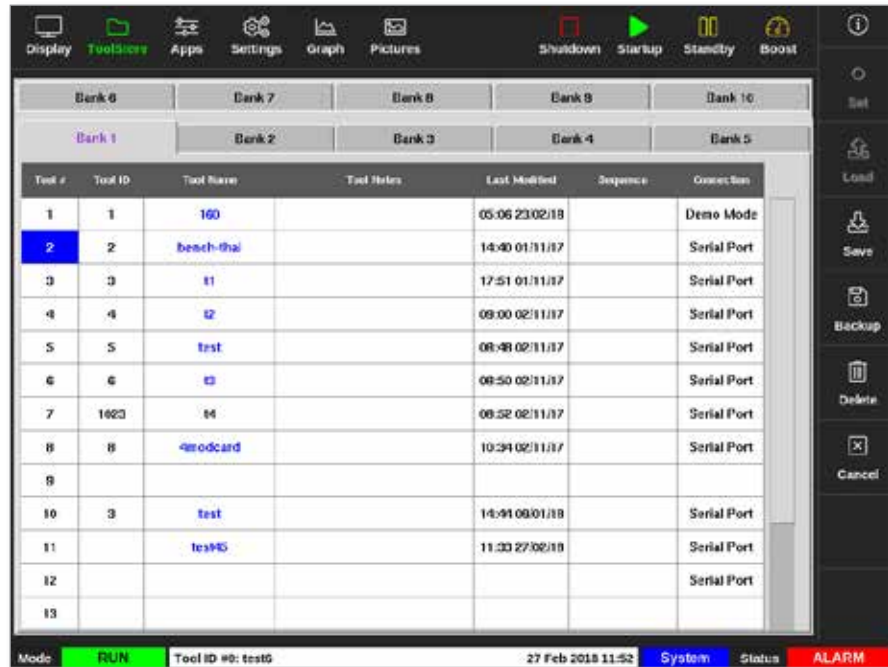 Display ToolStore Apps Settings Graph Pictures Shutdown Startup Standby Boost
Bank 6 Bank 7 Bank 8 Bank 9 Bank 10
Set
Bank 1 Bank 2 Bank 3 Bank 4 Bank 5
Tool # Tool ID Tool Name Tool Notes Last Modified Sequence Connection
Load
1 1 160 05:06 23/02/18 Demo Mode
2 2 bench-thai 14:40 01/11/17 Serial Port
Save
3 3 t1 17:51 01/11/17 Serial Port
4 4 t2 09:00 02/11/17 Serial Port
Backup
5 5 test 08:48 02/11/17 Serial Port
6 6 t3 08:50 02/11/17 Serial Port
Delete
7 1023 t4 08:52 02/11/17 Serial Port
8 8 4modcard 10:34 02/11/17 Serial Port
Cancel
9
10 3 test 14:44 Serial Port
11 test45 11:33 27/02/18 Serial Port
12 Serial Port
13
Mode RUN Tool ID #0: test6 27 Feb 2018 11:52 System Status ALARM